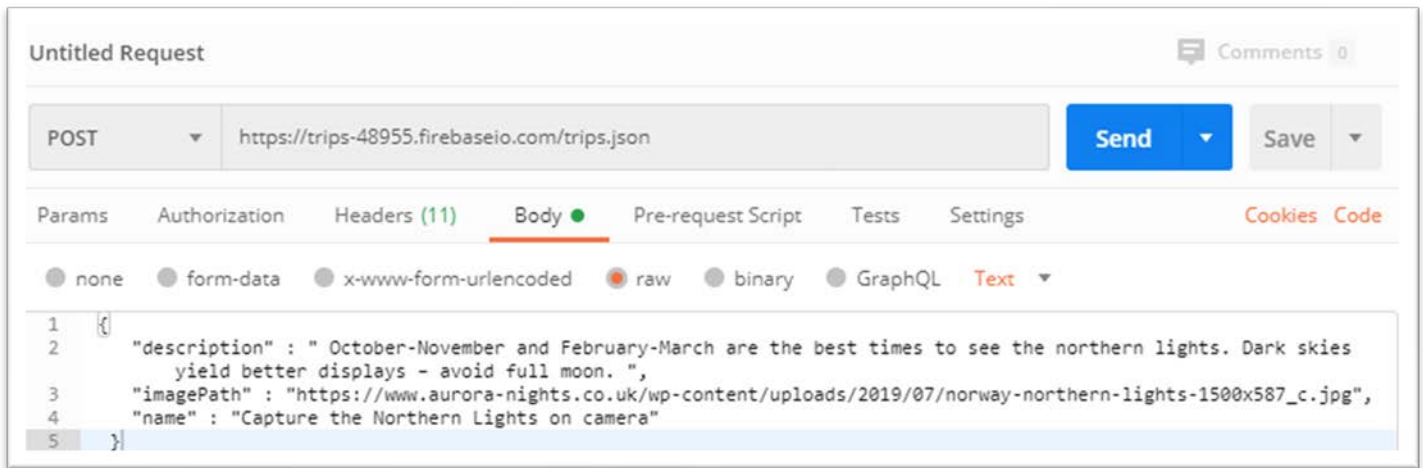 Untitled Request
Comments 0
POST https://trips-48955.firebaseio.com/trips.json Send Save
Params Authorization Headers (11) Body Pre-request Script Tests Settings Cookies Code
none form-data x-www-form-urlencoded raw binary GraphQL Text
1 {
2 "description" : " October-November and February-March are the best times to see the northern lights. Dark skies
yield better displays – avoid full moon. ",
3 "imagePath" : "https://www.aurora-nights.co.uk/wp-content/uploads/2019/07/norway-northern-lights-1500x587_c.jpg",
4 "name" : "Capture the Northern Lights on camera"
5 }